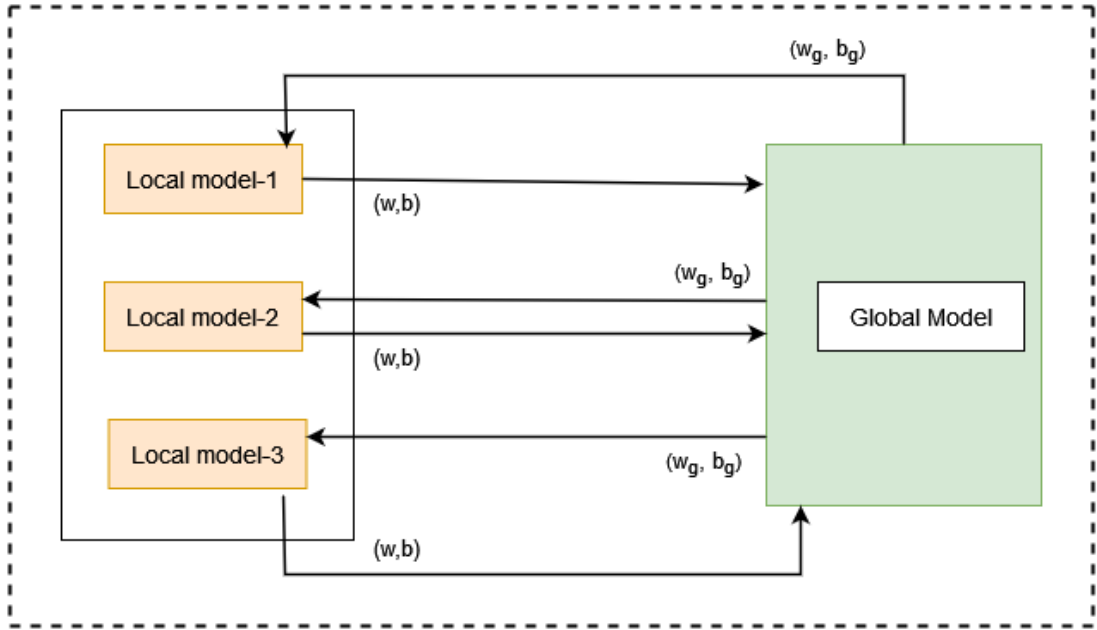 (wg, bg)
Local model-1
(w,b)
(wg, bg)
Local model-2
Global Model
(w,b)
Local model-3
(wg, bg)
(w,b)